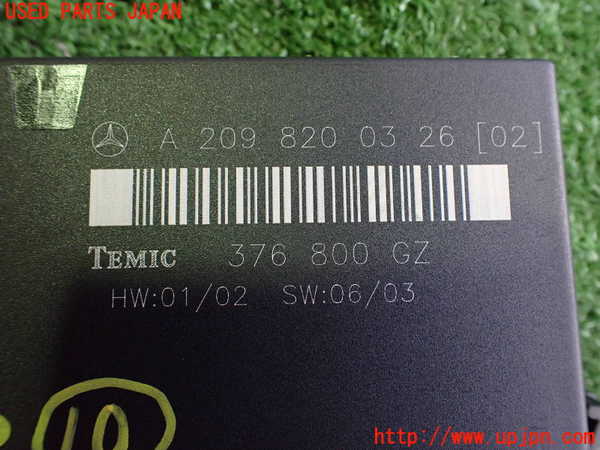 USED PARTS JAPAN
A 209 820 03 26 [02]
TEMIC 376 800 GZ
HW:01/02 SW:06/03
10
http://www.upjpn.com/